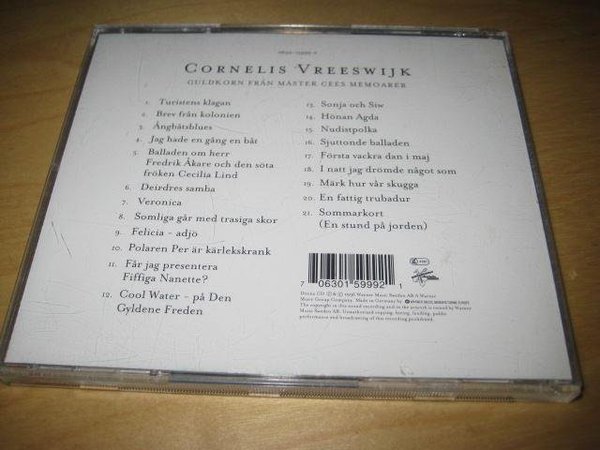 CORNELIS VREESWIJK
GULDKORN FRÅN MÄSTER CEES MEMOARER
1. Turistens klagan
2. Brev från kolonien
3. Ångbåtsblues
4. Jag hade en gång en båt
5. Balladen om herr
Fredrik Åkare och den söta
fröken Cecilia Lind
6. Deirdres samba
7. Veronica
8. Somliga går med trasiga skor
9. Felicia - adjö
10. Polaren Per är kärlekskrank
11. Får jag presentera
Fiffiga Nanette?
12. Cool Water - på Den
Gyldene Freden
13. Sonja och Siw
14. Hönan Agda
15. Nudistpolka
16. Sjuttonde balladen
17. Första vackra dan i maj
18. I natt jag drömde något som
19. Märk hur vår skugga
20. En fattig trubadur
21. Sommarkort
(En stund på jorden)
7 06301 59992 1